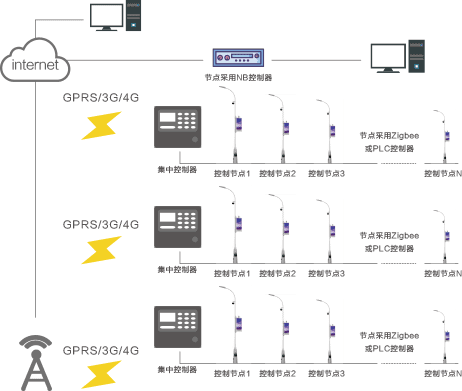 internet
节点采用NB控制器
GPRS/3G/4G
节点采用Zigbee
或PLC控制器
集中控制器 控制节点1 控制节点2 控制节点3 控制节点N
GPRS/3G/4G
节点采用Zigbee
或PLC控制器
集中控制器 控制节点1 控制节点2 控制节点3 控制节点N
GPRS/3G/4G
节点采用Zigbee
或PLC控制器
集中控制器 控制节点1 控制节点2 控制节点3 控制节点N